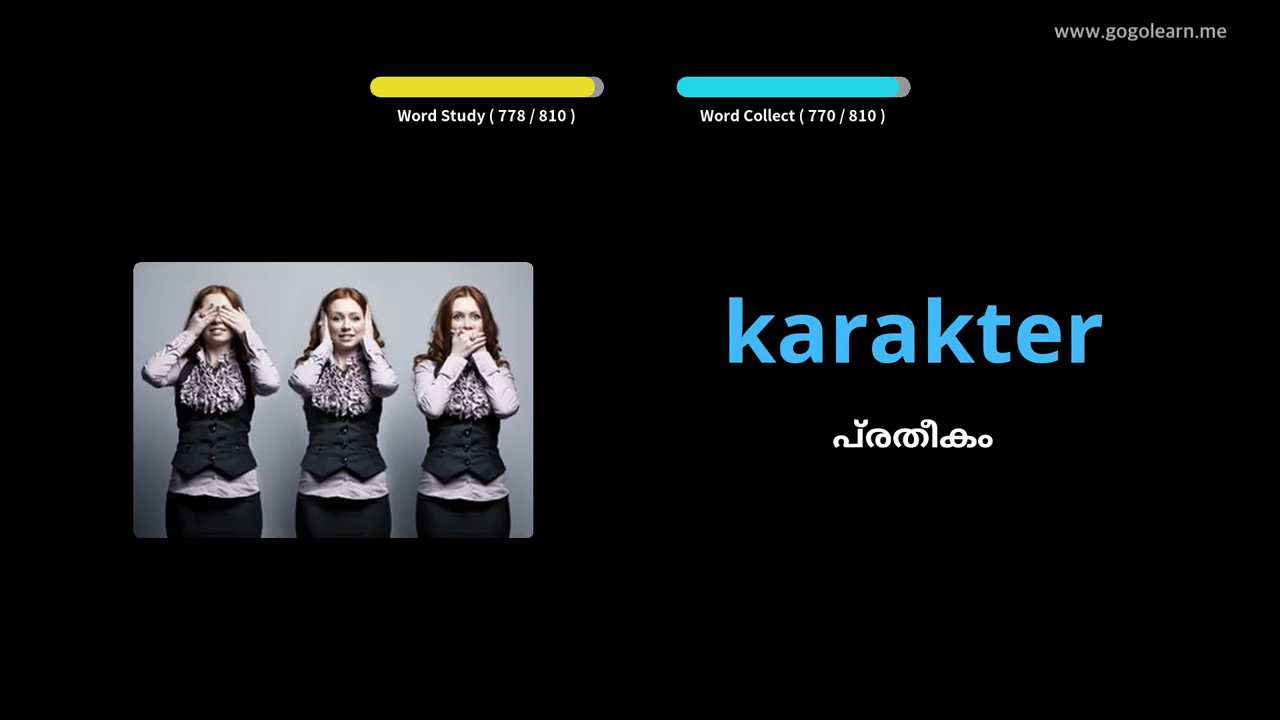 www.gogolearn.me
Word Study ( 778 / 810 )
Word Collect ( 770 / 810 )
karakter
പ്രതീകം